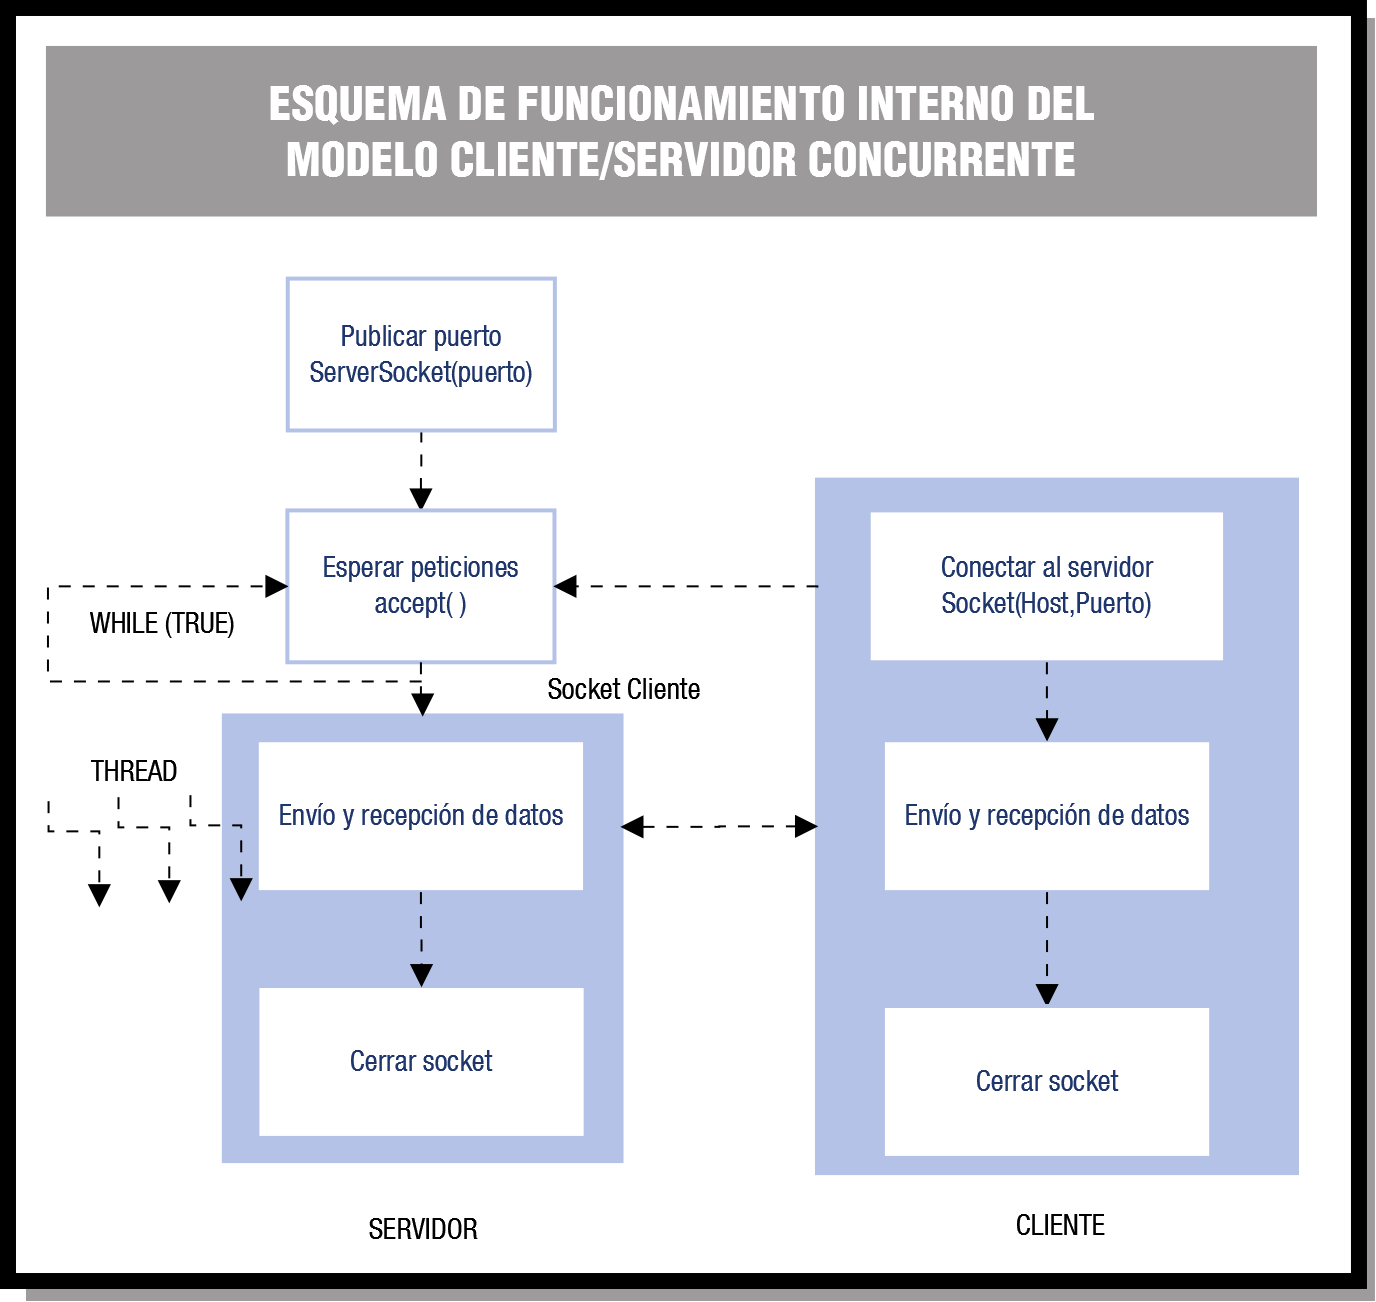 ESQUEMA DE FUNCIONAMIENTO INTERNO DEL
MODELO CLIENTE/SERVIDOR CONCURRENTE
Publicar puerto
ServerSocket(puerto)
Esperar peticiones
accept( )
Conectar al servidor
Socket(Host,Puerto)
WHILE (TRUE)
Socket Cliente
THREAD
Envío y recepción de datos
Envío y recepción de datos
Cerrar socket
Cerrar socket
SERVIDOR
CLIENTE